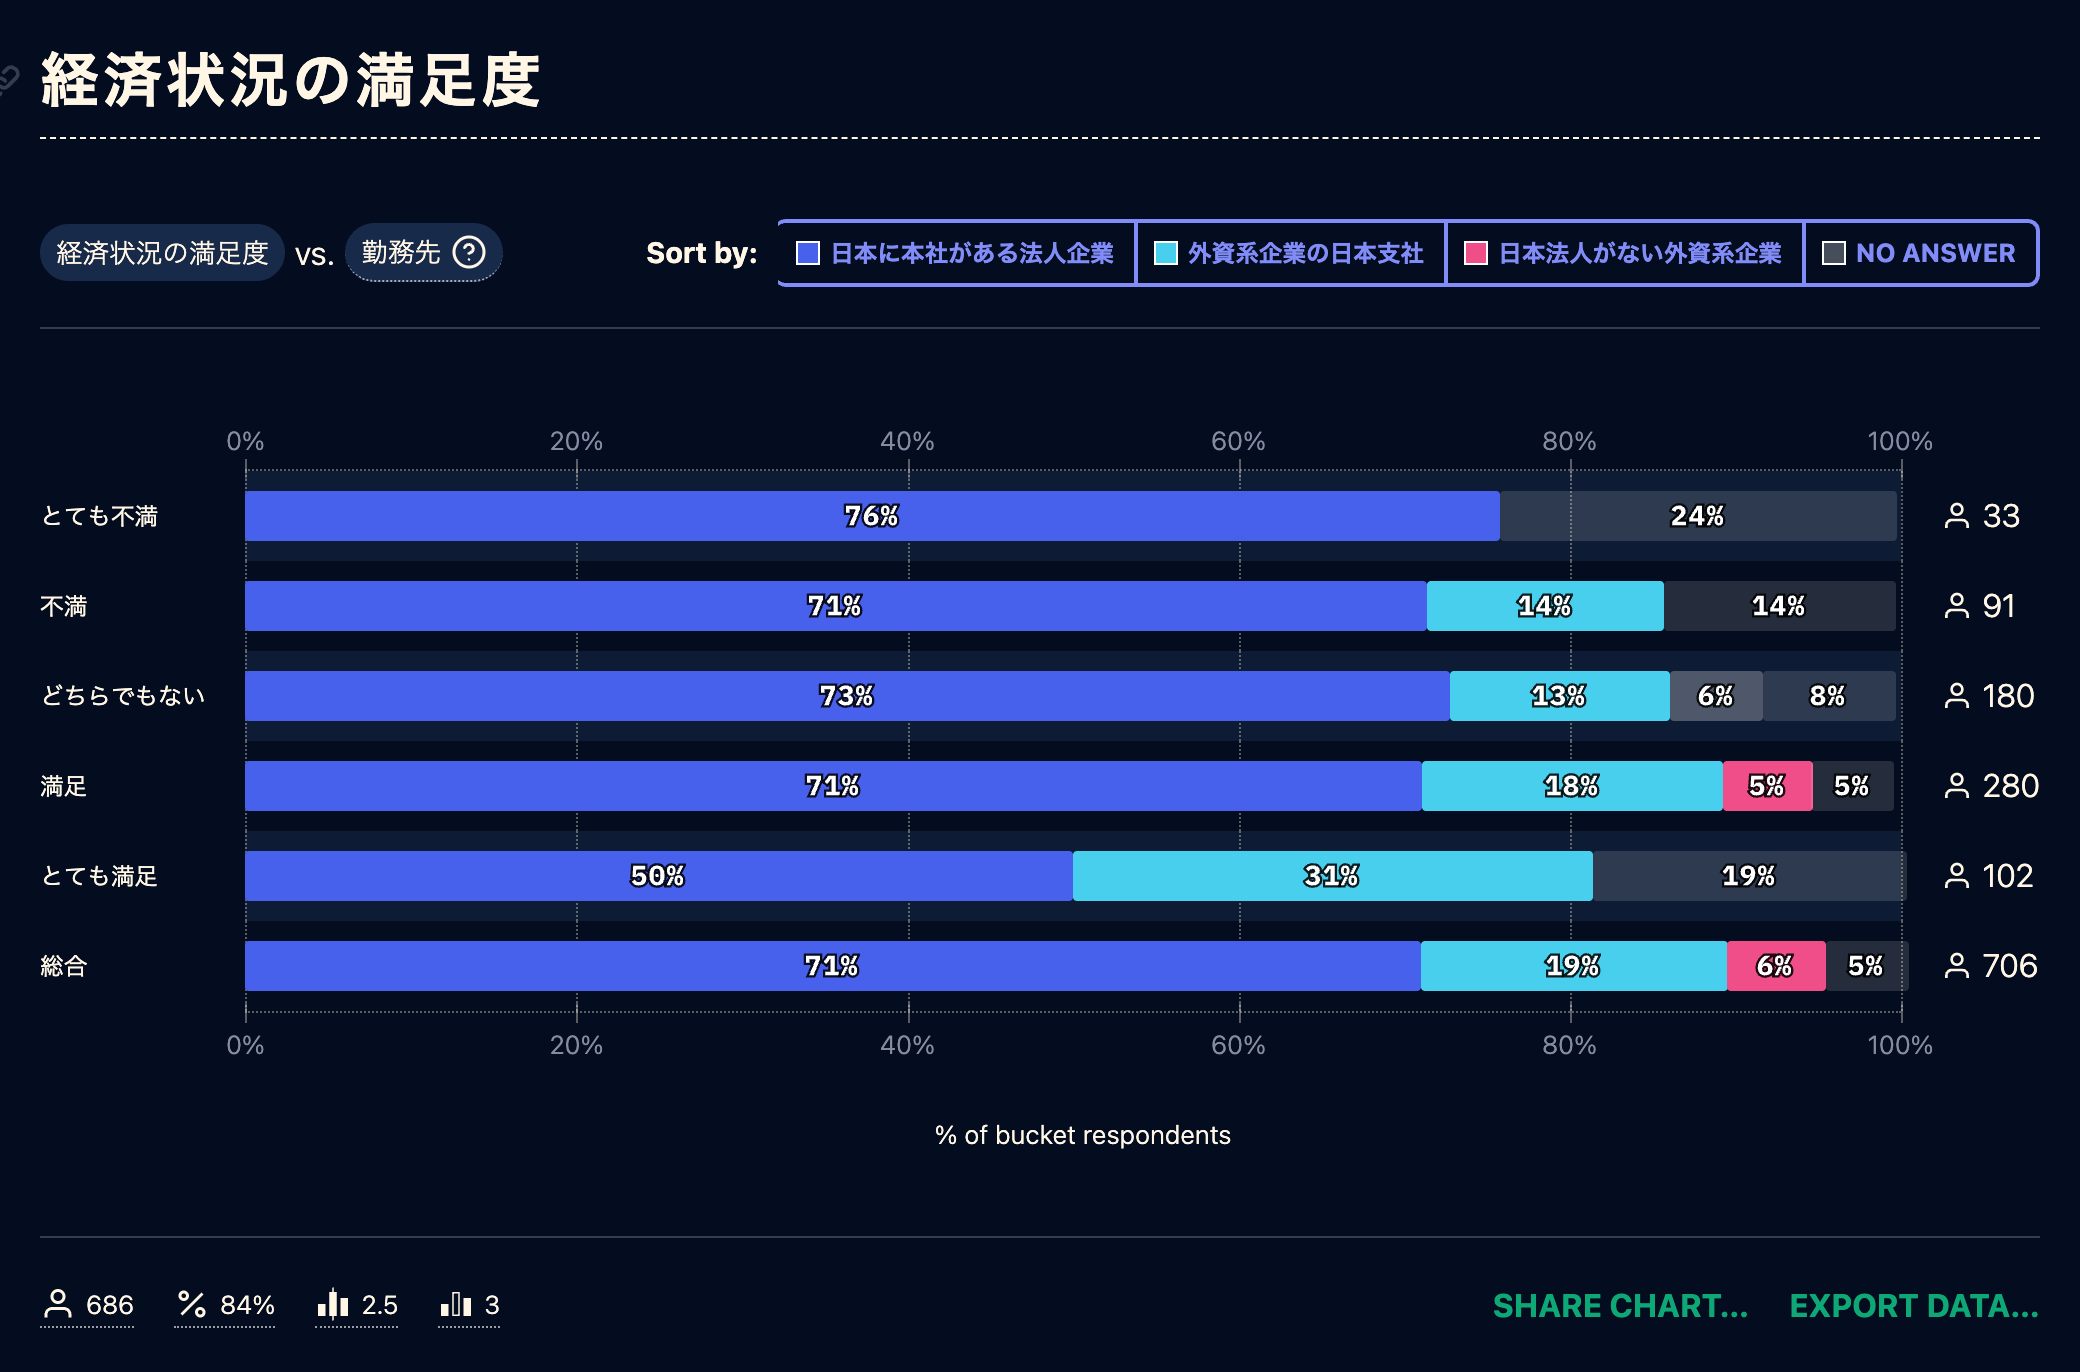 経済状況の満足度
経済状況の満足度 vs. 勤務先 ?
Sort by: 日本に本社がある法人企業 外資系企業の日本支社 日本法人がない外資系企業 NO ANSWER
0% 20% 40% 60% 80% 100%
とても不満 76% 24% 33
不満 71% 14% 14% 91
どちらでもない 73% 13% 6% 8% 180
満足 71% 18% 5% 5% 280
とても満足 50% 31% 19% 102
総合 71% 19% 6% 5% 706
0% 20% 40% 60% 80% 100%
% of bucket respondents
686 84% 2.5 3 SHARE CHART... EXPORT DATA...